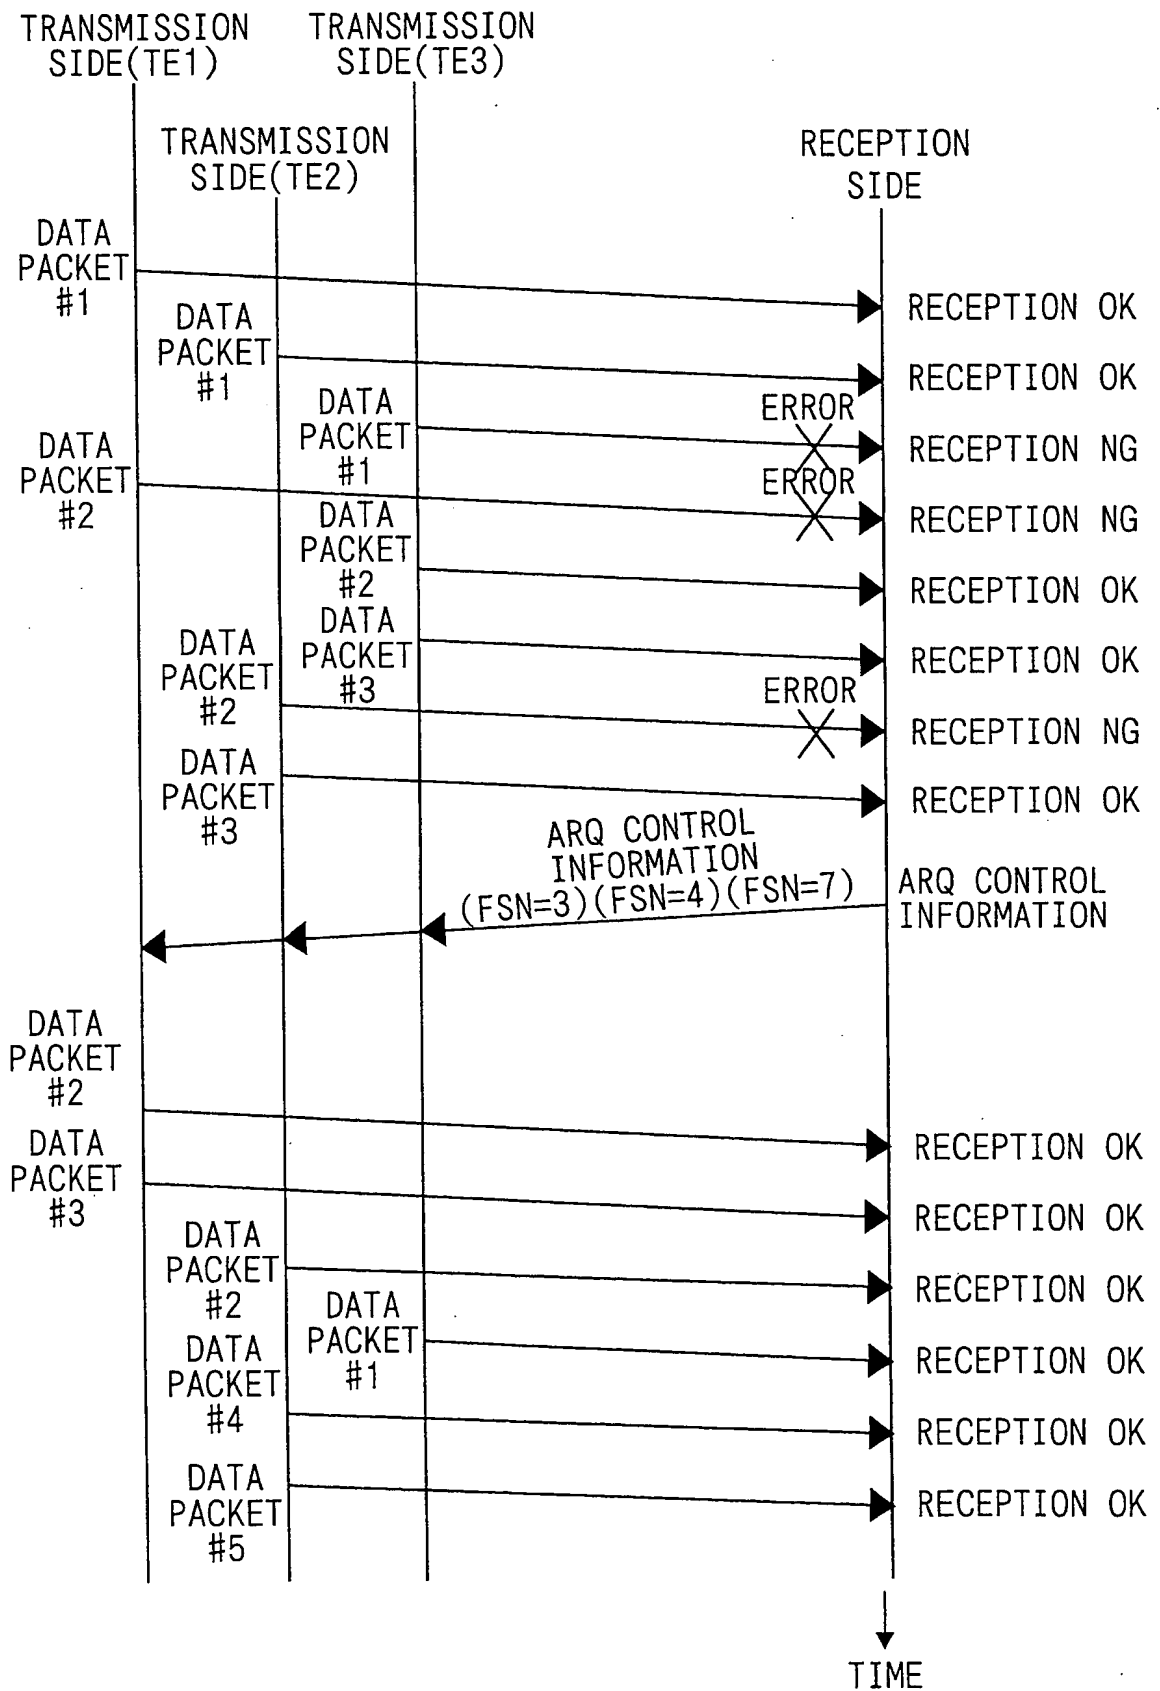 TRANSMISSION
SIDE(TE1)
TRANSMISSION
SIDE(TE3)
TRANSMISSION
SIDE(TE2)
RECEPTION
SIDE
DATA
PACKET
#1
RECEPTION OK
DATA
PACKET
#1
RECEPTION OK
DATA
PACKET
#1
ERROR
RECEPTION NG
DATA
PACKET
#2
ERROR
RECEPTION NG
DATA
PACKET
#2
RECEPTION OK
DATA
PACKET
#3
RECEPTION OK
DATA
PACKET
#2
ERROR
RECEPTION NG
DATA
PACKET
#3
RECEPTION OK
ARQ CONTROL
INFORMATION
(FSN=3)(FSN=4)(FSN=7)
ARQ CONTROL
INFORMATION
DATA
PACKET
#2
RECEPTION OK
DATA
PACKET
#3
RECEPTION OK
DATA
PACKET
#2
RECEPTION OK
DATA
PACKET
#1
RECEPTION OK
DATA
PACKET
#4
RECEPTION OK
DATA
PACKET
#5
RECEPTION OK
TIME